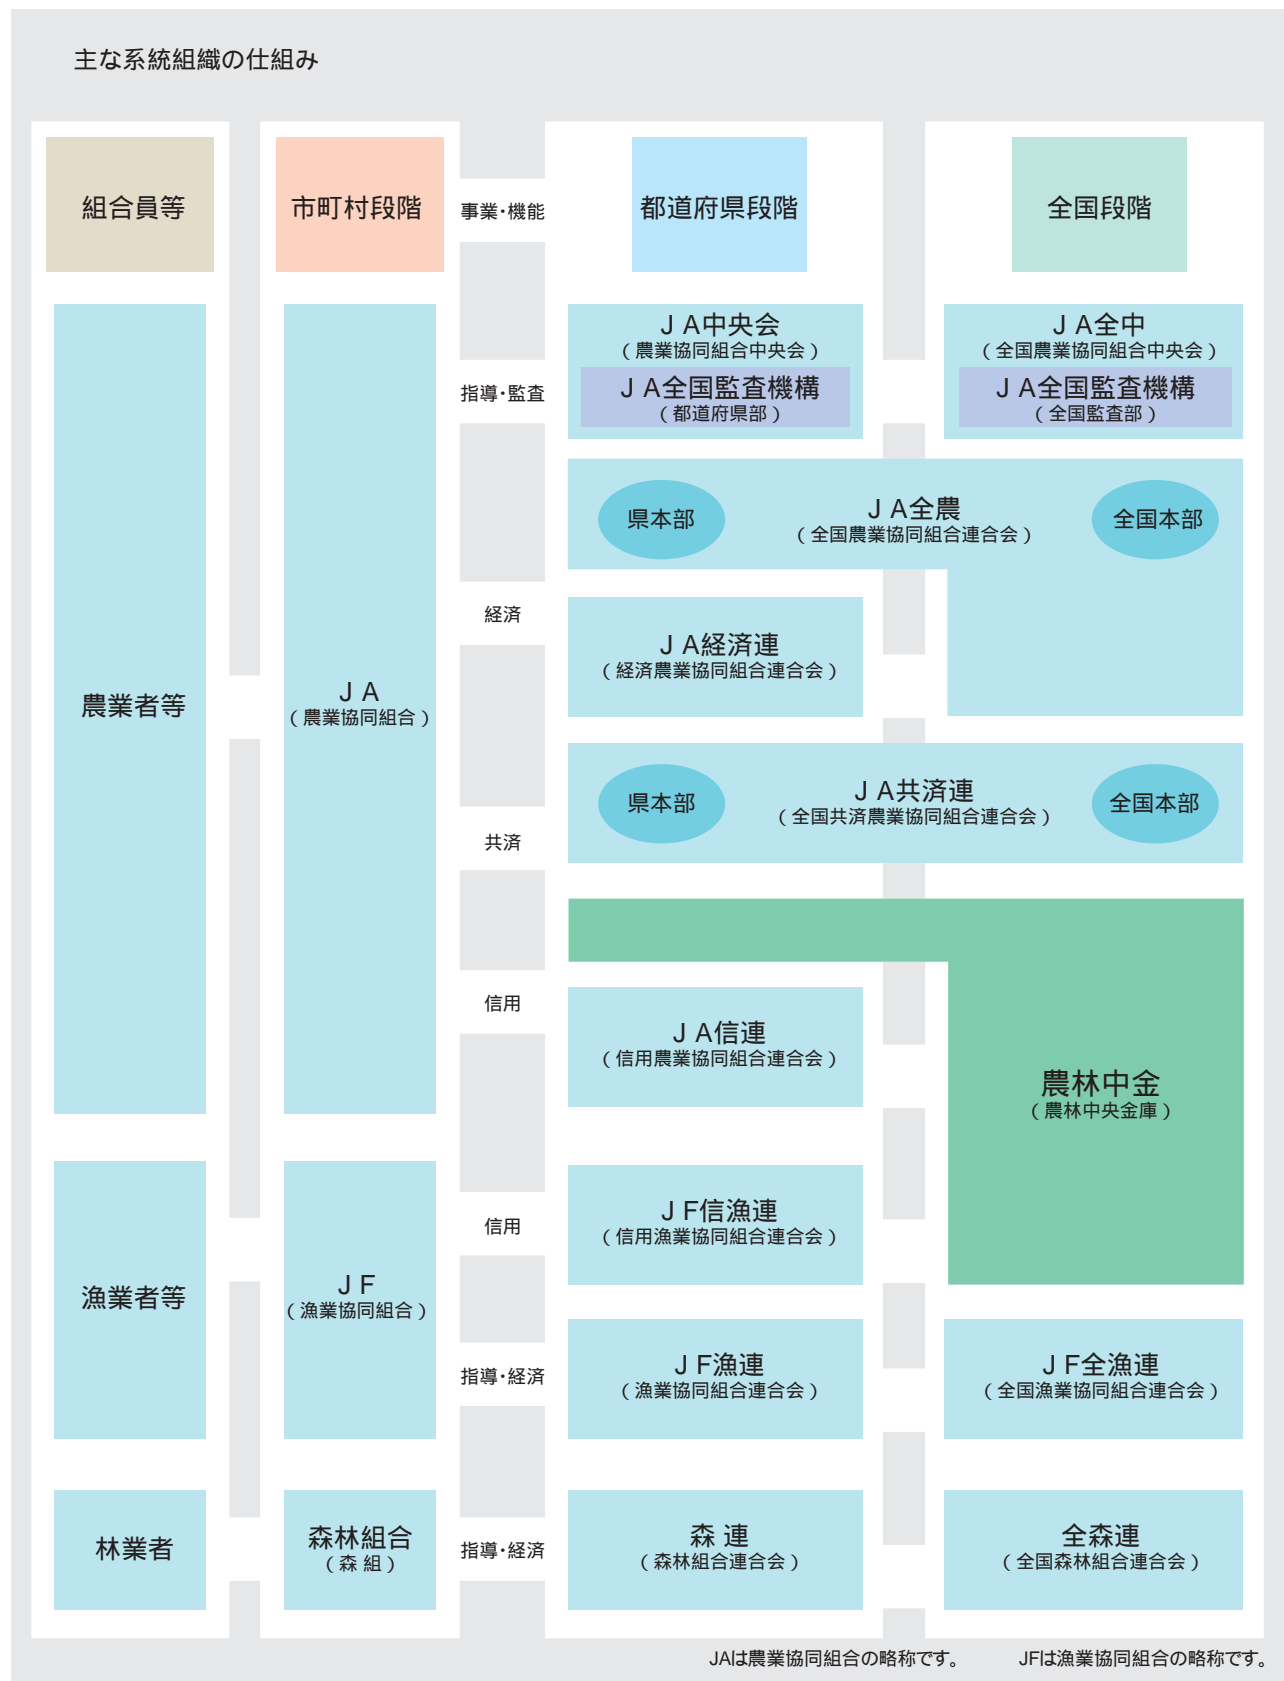 主な系統組織の仕組み
組合員等
市町村段階
事業・機能
都道府県段階
全国段階
農業者等
JA
(農業協同組合)
指導・監査
JA中央会
(農業協同組合中央会)
JA全国監査機構
(都道府県部)
JA全中
(全国農業協同組合中央会)
JA全国監査機構
(全国監査部)
経済
県本部
JA全農
(全国農業協同組合連合会)
全国本部
JA経済連
(経済農業協同組合連合会)
共済
県本部
JA共済連
(全国共済農業協同組合連合会)
全国本部
信用
JA信連
(信用農業協同組合連合会)
農林中金
(農林中央金庫)
漁業者等
JF
(漁業協同組合)
信用
JF信漁連
(信用漁業協同組合連合会)
指導・経済
JF漁連
(漁業協同組合連合会)
JF全漁連
(全国漁業協同組合連合会)
林業者
森林組合
(森組)
指導・経済
森連
(森林組合連合会)
全森連
(全国森林組合連合会)
JAは農業協同組合の略称です。
JFは漁業協同組合の略称です。